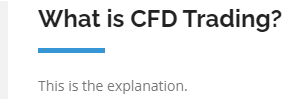 What is CFD Trading?
This is the explanation.